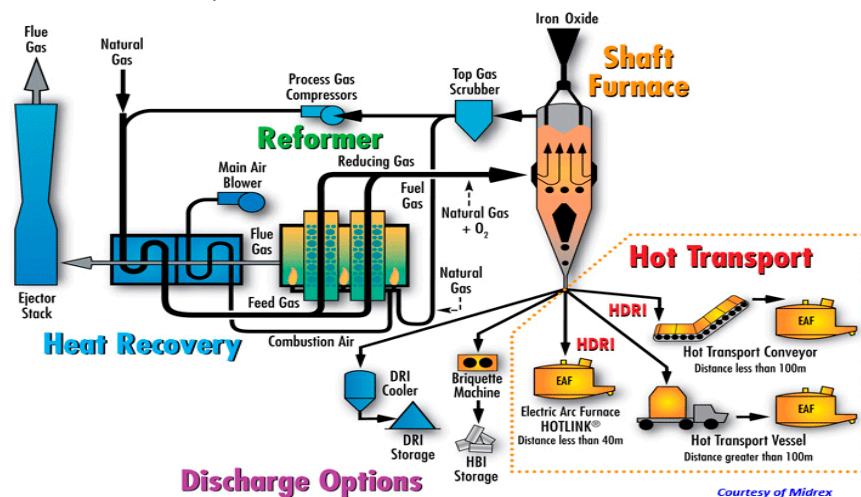 Iron Oxide
Flue
Gas
Natural
Gas
Shaft
Furnace
Process Gas
Compressors
Top Gas
Scrubber
Reformer
Reducing Gas
Main Air
Blower
Fuel
Gas
Natural Gas
+ O2
Flue
Gas
Hot Transport
Natural
Gas
Ejector
Stack
Feed Gas
Heat Recovery
Combustion Air
HDRI
HDRI
EAF
Hot Transport Conveyor
Distance less than 100m
DRI
Cooler
Briquette
Machine
EAF
Electric Arc Furnace
HOTLINK®
Distance less than 40m
EAF
DRI
Storage
HBI
Storage
Hot Transport Vessel
Distance greater than 100m
Discharge Options
Courtesy of Midrex